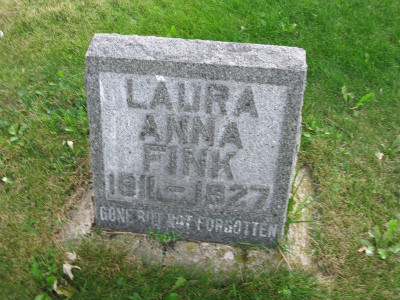 LAURA
ANNA
FINK
1911-1927
GONE BUT NOT FORGOTTEN